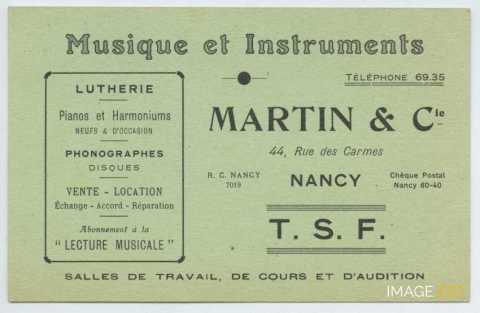 Musique et Instruments
TÉLÉPHONE 69.35
LUTHERIE
Pianos et Harmoniums
NEUFS & D'OCCASION
PHONOGRAPHES
DISQUES
VENTE - LOCATION
Échange - Accord - Réparation
Abonnement à la
"LECTURE MUSICALE"
MARTIN & Cie
44, Rue des Carmes
R. C. NANCY
7019
NANCY
Chèque Postal
Nancy 60-40
T. S. F.
SALLES DE TRAVAIL, DE COURS ET D'AUDITION